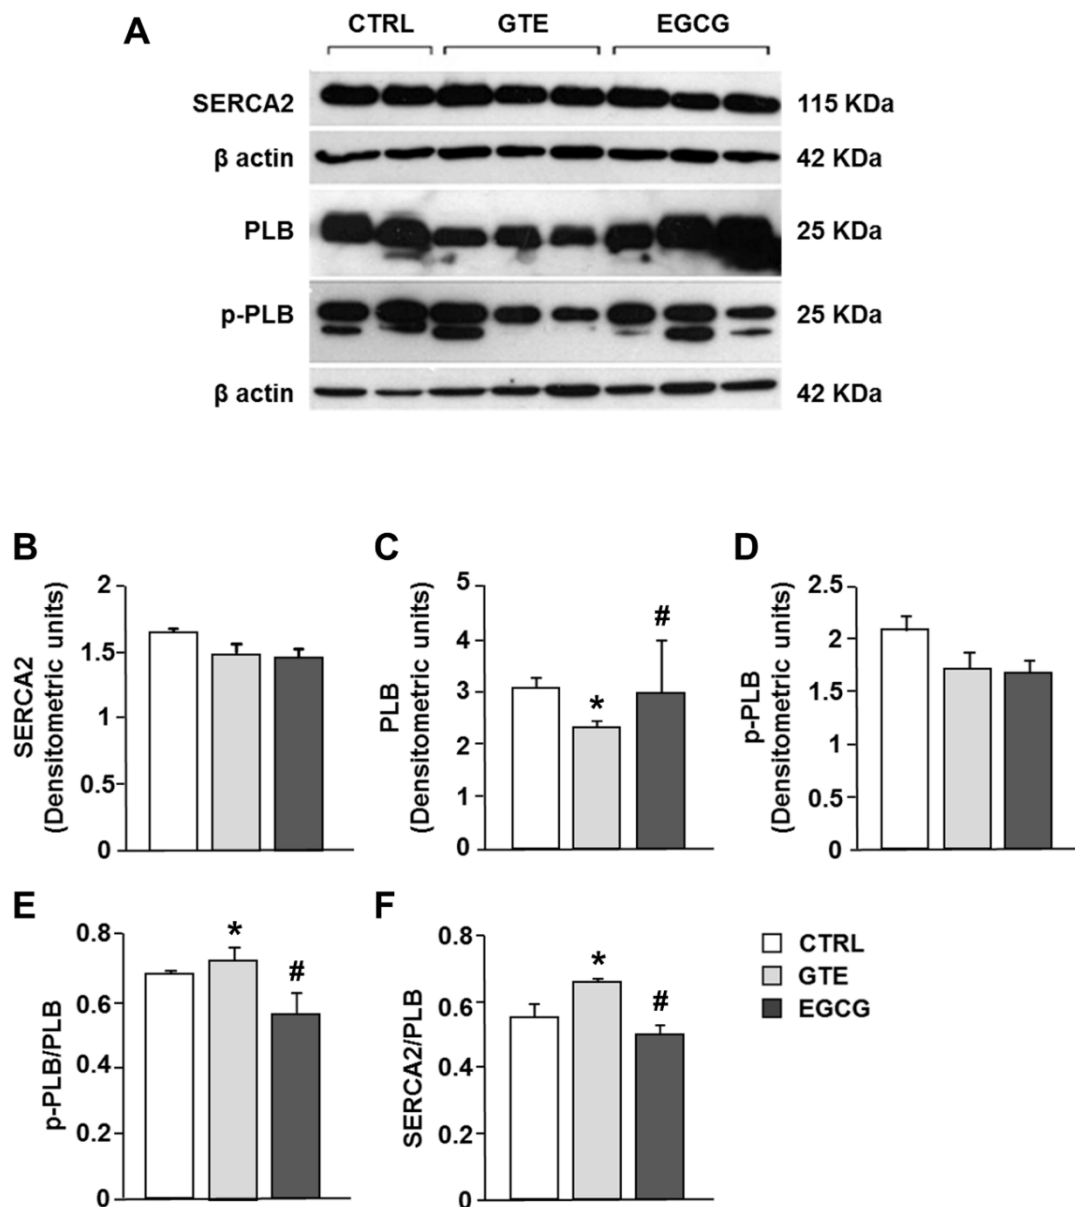 A
CTRL GTE EGCG
SERCA2 115 KDa
β actin 42 KDa
PLB 25 KDa
p-PLB 25 KDa
β actin 42 KDa
B
SERCA2
(Densitometric units)
2
1.5
1
0.5
0
C
PLB
(Densitometric units)
5
4
3
2
1
0
*
#
D
p-PLB
(Densitometric units)
2.5
2
1.5
1
0.5
0
E
p-PLB/PLB
0.8
0.6
0.4
0.2
0
*
#
F
SERCA2/PLB
0.8
0.6
0.4
0.2
0
*
#
CTRL
GTE
EGCG